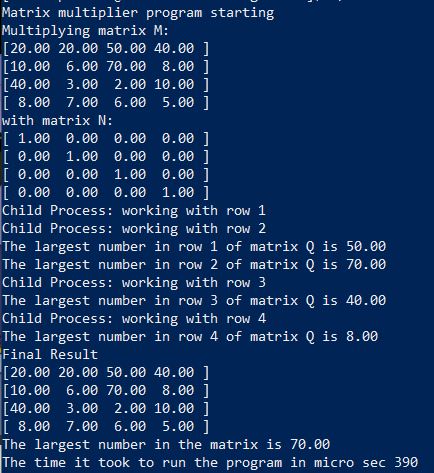 Matrix multiplier program starting
Multiplying matrix M:
[20.00 20.00 50.00 40.00 ]
[10.00  6.00 70.00  8.00 ]
[40.00  3.00  2.00 10.00 ]
[ 8.00  7.00  6.00  5.00 ]
with matrix N:
[ 1.00  0.00  0.00  0.00 ]
[ 0.00  1.00  0.00  0.00 ]
[ 0.00  0.00  1.00  0.00 ]
[ 0.00  0.00  0.00  1.00 ]
Child Process: working with row 1
Child Process: working with row 2
The largest number in row 1 of matrix Q is 50.00
The largest number in row 2 of matrix Q is 70.00
Child Process: working with row 3
The largest number in row 3 of matrix Q is 40.00
Child Process: working with row 4
The largest number in row 4 of matrix Q is 8.00
Final Result
[20.00 20.00 50.00 40.00 ]
[10.00  6.00 70.00  8.00 ]
[40.00  3.00  2.00 10.00 ]
[ 8.00  7.00  6.00  5.00 ]
The largest number in the matrix is 70.00
The time it took to run the program in micro sec 390